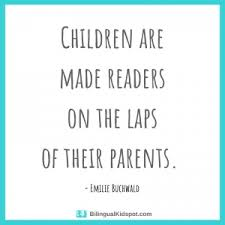 CHILDREN ARE
MADE READERS
ON THE LAPS
OF THEIR PARENTS.
- EMILIE BUCHWALD
BilingualKidspot.com